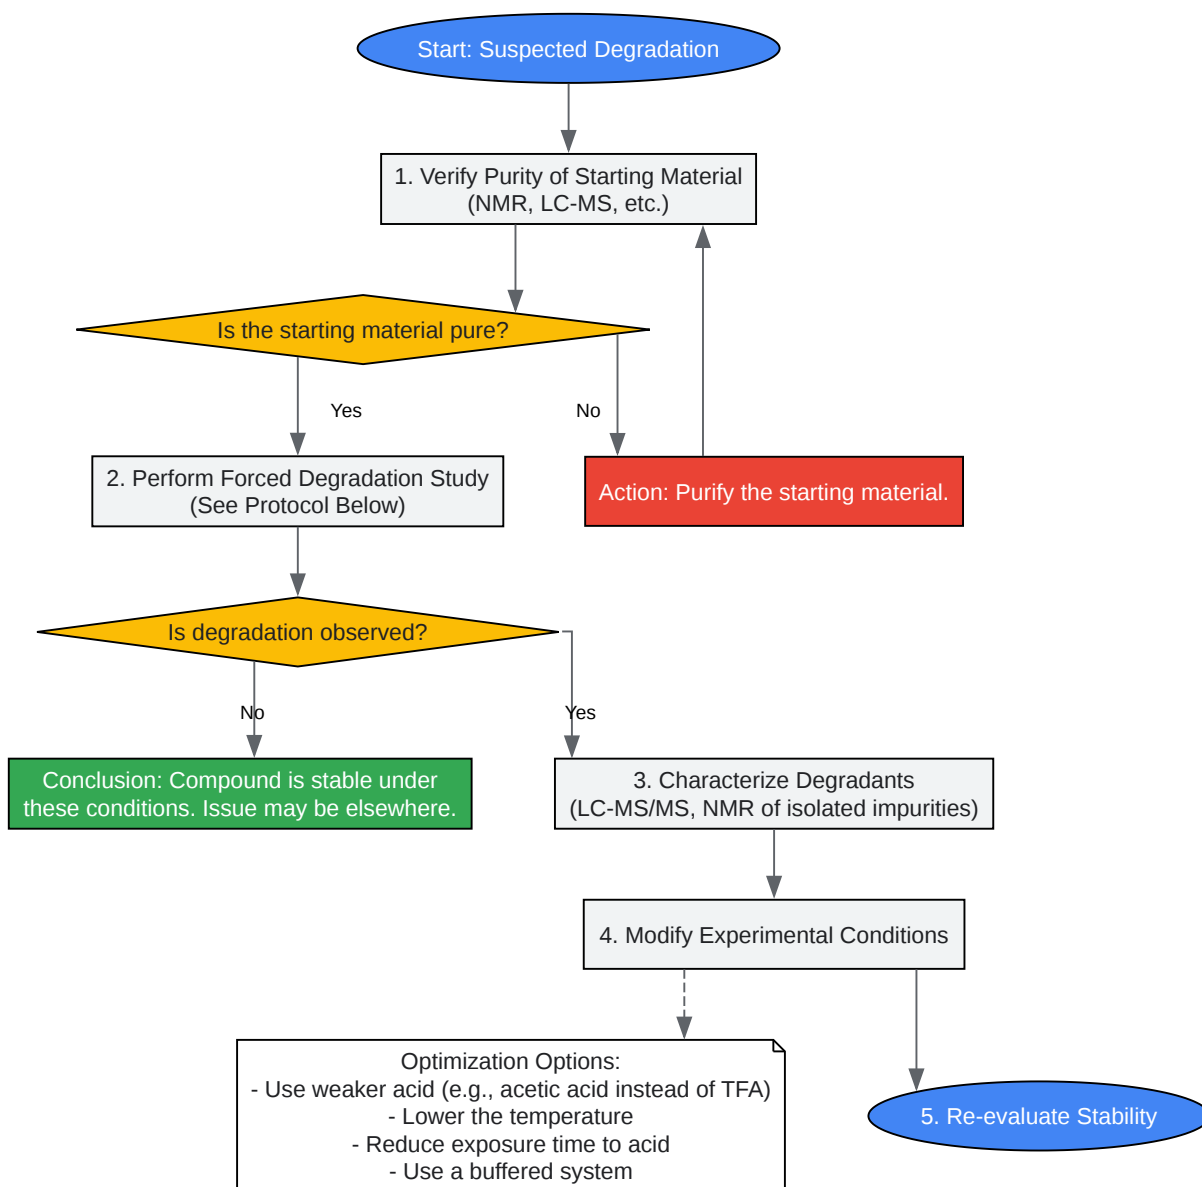 Start: Suspected Degradation
1. Verify Purity of Starting Material
(NMR, LC-MS, etc.)
Is the starting material pure?
Yes
No
2. Perform Forced Degradation Study
(See Protocol Below)
Action: Purify the starting material.
Is degradation observed?
No
Yes
Conclusion: Compound is stable under
these conditions. Issue may be elsewhere.
3. Characterize Degradants
(LC-MS/MS, NMR of isolated impurities)
4. Modify Experimental Conditions
Optimization Options:
- Use weaker acid (e.g., acetic acid instead of TFA)
- Lower the temperature
- Reduce exposure time to acid
- Use a buffered system
5. Re-evaluate Stability